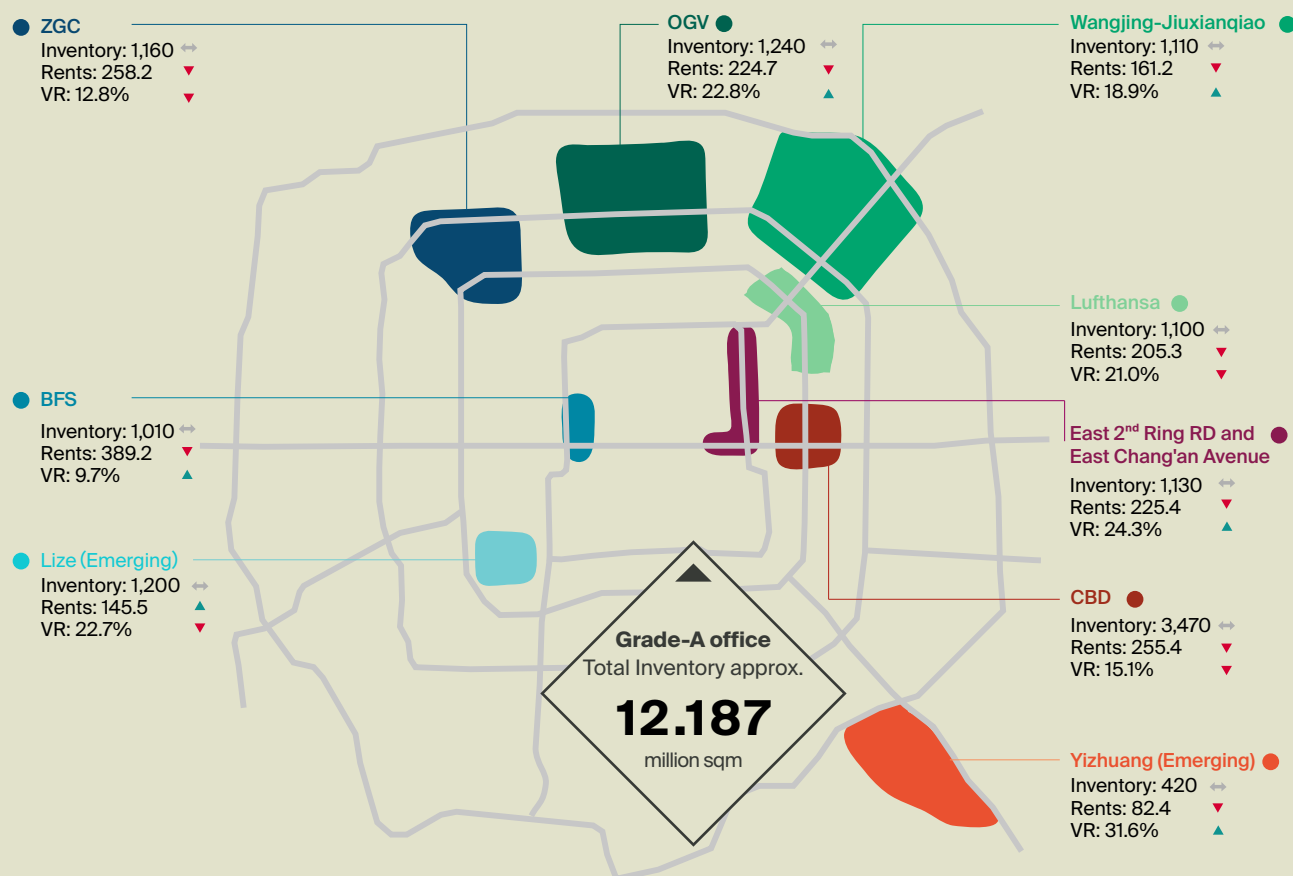 ZGC
Inventory: 1,160
Rents: 258.2
VR: 12.8%
OGV
Inventory: 1,240
Rents: 224.7
VR: 22.8%
Wangjing-Jiuxianqiao
Inventory: 1,110
Rents: 161.2
VR: 18.9%
Lufthansa
Inventory: 1,100
Rents: 205.3
VR: 21.0%
BFS
Inventory: 1,010
Rents: 389.2
VR: 9.7%
East 2nd Ring RD and
East Chang'an Avenue
Inventory: 1,130
Rents: 225.4
VR: 24.3%
Lize (Emerging)
Inventory: 1,200
Rents: 145.5
VR: 22.7%
CBD
Inventory: 3,470
Rents: 255.4
VR: 15.1%
Grade-A office
Total Inventory approx.
12.187
million sqm
Yizhuang (Emerging)
Inventory: 420
Rents: 82.4
VR: 31.6%